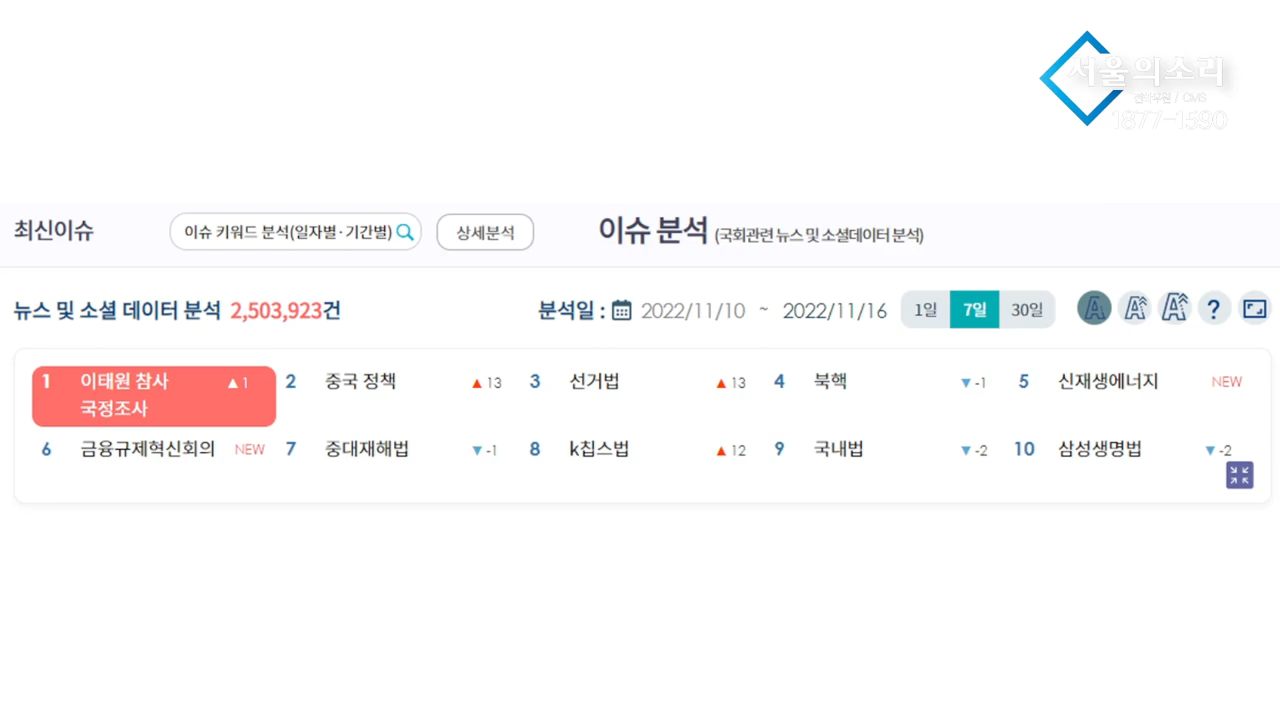 서울의소리
전화후원 / CMS
1877-1590
최신이슈 이슈 키워드 분석(일자별·기간별) 상세분석 이슈 분석 (국회관련 뉴스 및 소셜데이터 분석)
뉴스 및 소셜 데이터 분석 2,503,923건 분석일 : 2022/11/10 ~ 2022/11/16 1일 7일 30일 A A A ?
1 이태원 참사 ▲1 2 중국 정책 ▲13 3 선거법 ▲13 4 북핵 ▼-1 5 신재생에너지 NEW
국정조사
6 금융규제혁신회의 NEW 7 중대재해법 ▼-1 8 k칩스법 ▲12 9 국내법 ▼-2 10 삼성생명법 ▼-2